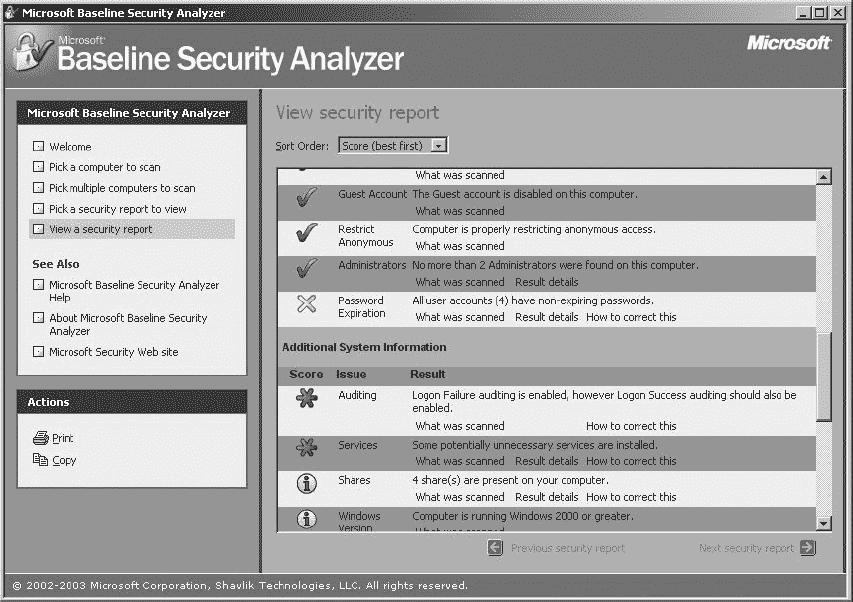 Microsoft Baseline Security Analyzer
Microsoft
Baseline Security Analyzer
Microsoft
Microsoft Baseline Security Analyzer
Welcome
Pick a computer to scan
Pick multiple computers to scan
Pick a security report to view
View a security report
See Also
Microsoft Baseline Security Analyzer
Help
About Microsoft Baseline Security
Analyzer
Microsoft Security Web site
Actions
Print
Copy
View security report
Sort Order: Score (best first)
What was scanned
Guest Account The Guest account is disabled on this computer.
What was scanned
Restrict Computer is properly restricting anonymous access.
Anonymous What was scanned
Administrators No more than 2 Administrators were found on this computer.
What was scanned Result details
Password All user accounts (4) have non-expiring passwords.
Expiration What was scanned Result details How to correct this
Additional System Information
Score Issue Result
Auditing Logon Failure auditing is enabled, however Logon Success auditing should also be
enabled.
What was scanned How to correct this
Services Some potentially unnecessary services are installed.
What was scanned Result details How to correct this
Shares 4 share(s) are present on your computer.
What was scanned Result details How to correct this
Windows Computer is running Windows 2000 or greater.
Version What was scanned
Previous security report Next security report
© 2002-2003 Microsoft Corporation, Shavlik Technologies, LLC. All rights reserved.